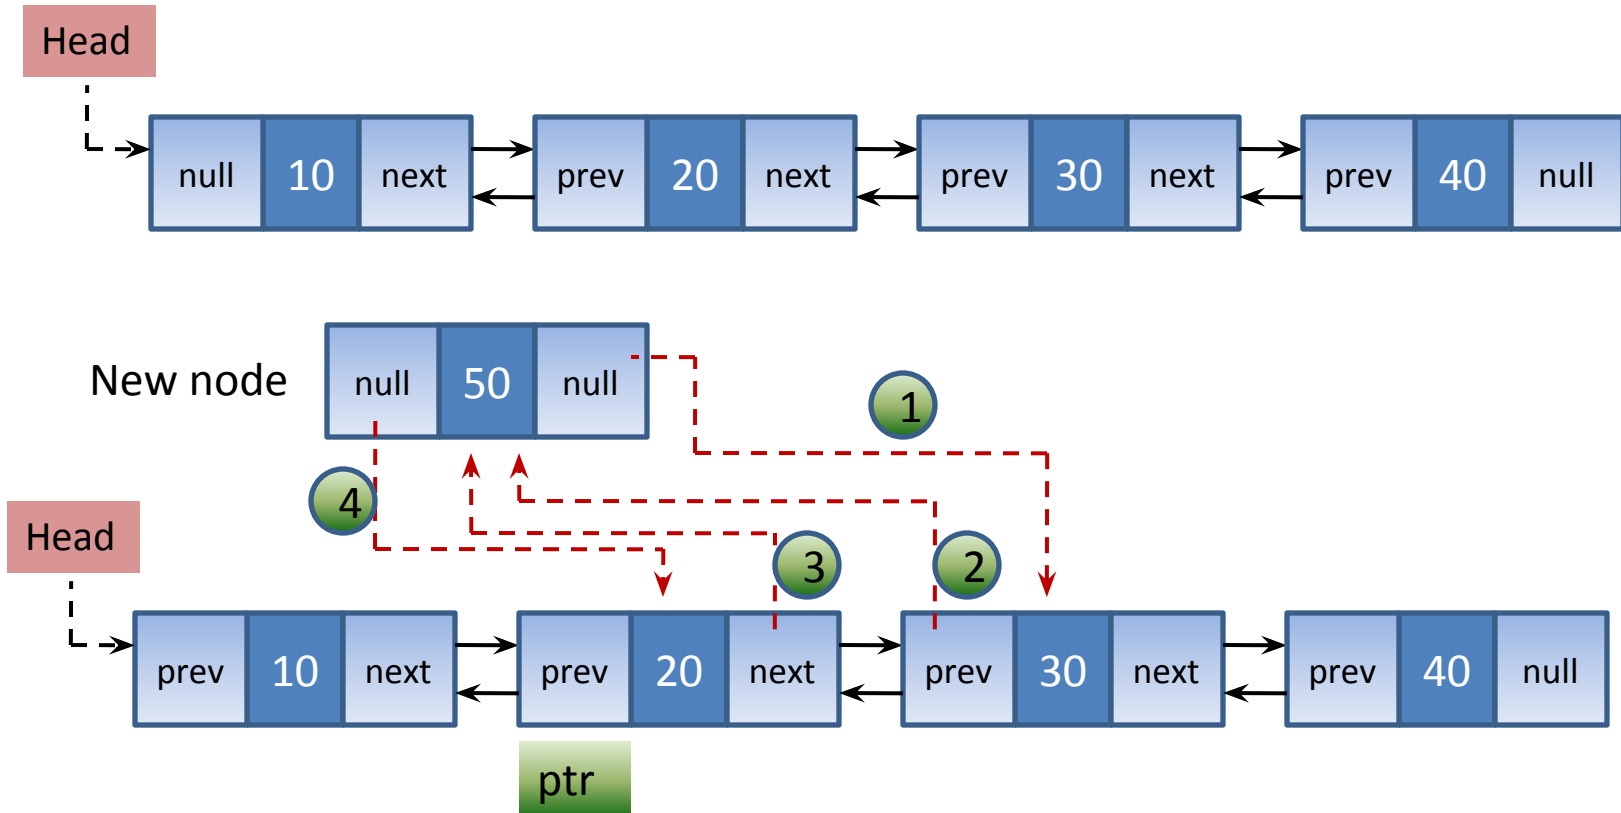 Head
null 10 next prev 20 next prev 30 next prev 40 null
New node null 50 null
1
4
3 2
Head
prev 10 next prev 20 next prev 30 next prev 40 null
ptr